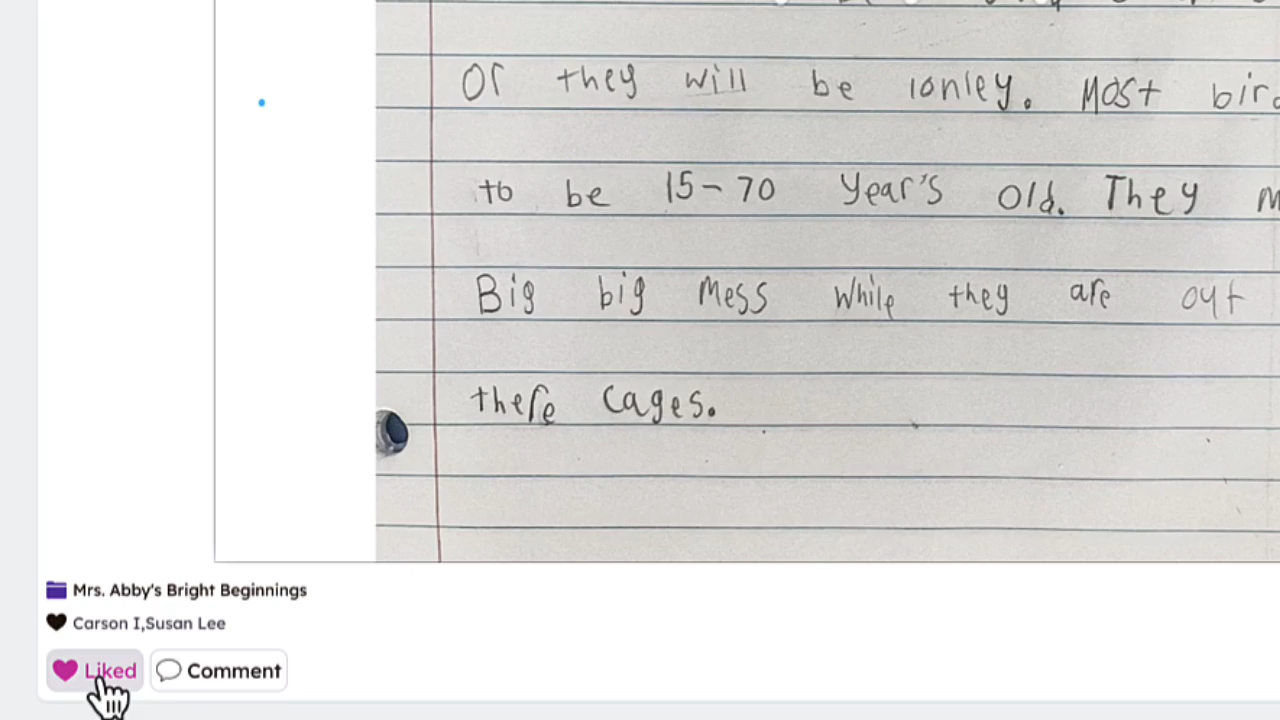 Or they will be lonley. Most bird
to be 15-70 Year's Old. They m
Big big Mess While they are out
there Cages.
Mrs. Abby's Bright Beginnings
Carson I,Susan Lee
Liked
Comment